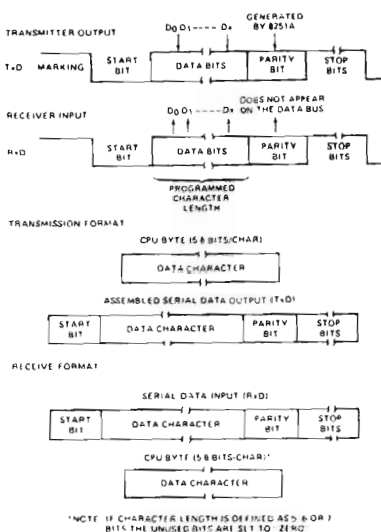 TRANSMITTER OUTPUT
D0 D1 ---- Dx
GENERATED
BY 8251A
TxD MARKING
START
BIT
DATA BITS
PARITY
BIT
STOP
BITS
RECEIVER INPUT
D0 D1 ---- Dx
DOES NOT APPEAR
ON THE DATA BUS
RxD
START
BIT
DATA BITS
PARITY
BIT
STOP
BITS
PROGRAMMED
CHARACTER
LENGTH
TRANSMISSION FORMAT
CPU BYTE (5-8 BITS/CHAR)
DATA CHARACTER
ASSEMBLED SERIAL DATA OUTPUT (TxD)
START
BIT
DATA CHARACTER
PARITY
BIT
STOP
BITS
RECEIVE FORMAT
SERIAL DATA INPUT (RxD)
START
BIT
DATA CHARACTER
PARITY
BIT
STOP
BITS
CPU BYTE (5-8 BITS/CHAR)*
DATA CHARACTER
*NOTE IF CHARACTER LENGTH IS DEFINED AS 5 6 OR 7
BITS THE UNUSED BITS ARE SET TO "ZERO"